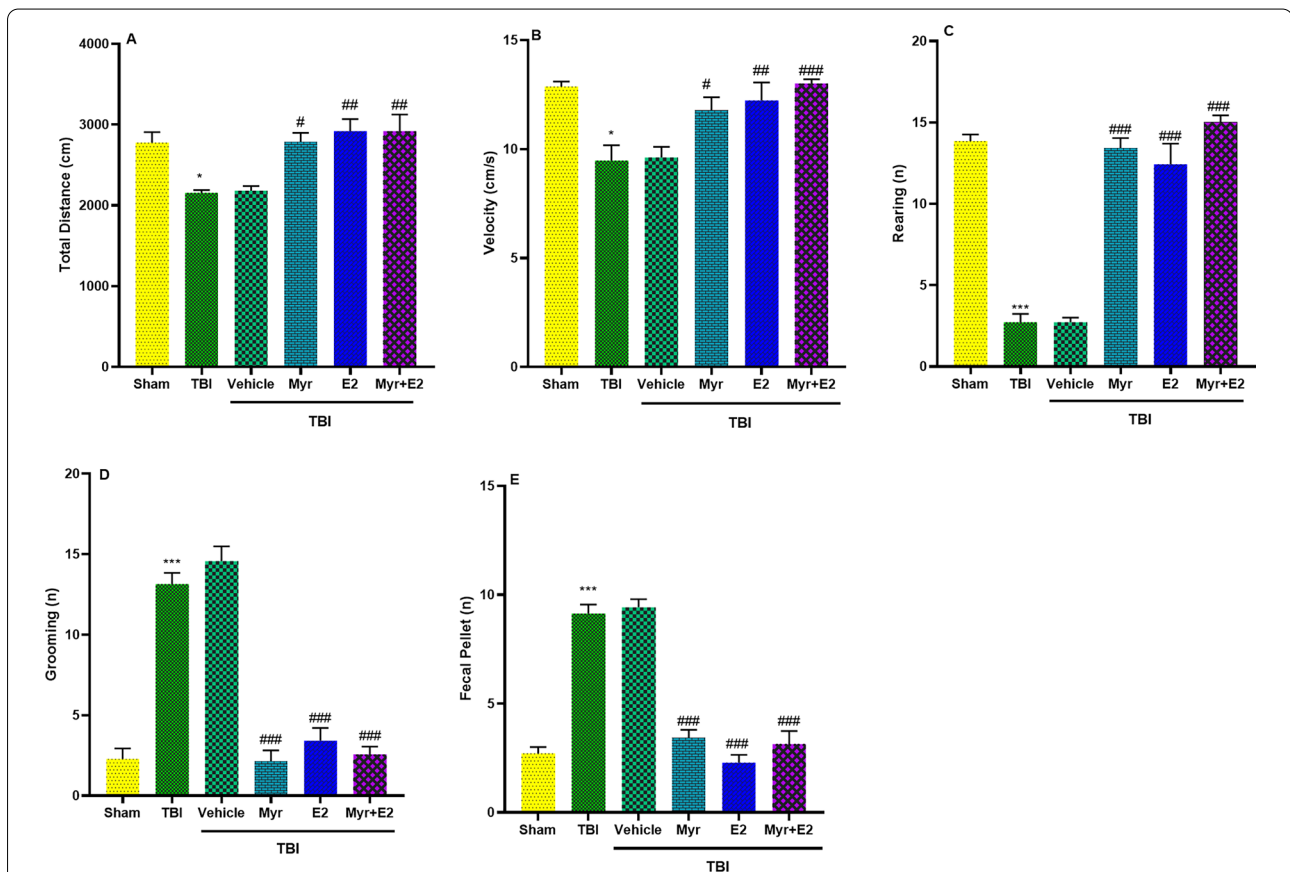 A
Total Distance (cm)
4000
3000
2000
1000
0
*
#
##
##
Sham TBI Vehicle Myr E2 Myr+E2
TBI
B
Velocity (cm/s)
15
10
5
0
*
#
##
###
Sham TBI Vehicle Myr E2 Myr+E2
TBI
C
Rearing (n)
20
15
10
5
0
***
###
###
###
Sham TBI Vehicle Myr E2 Myr+E2
TBI
D
Grooming (n)
20
15
10
5
0
***
###
###
###
Sham TBI Vehicle Myr E2 Myr+E2
TBI
E
Fecal Pellet (n)
15
10
5
0
***
###
###
###
Sham TBI Vehicle Myr E2 Myr+E2
TBI